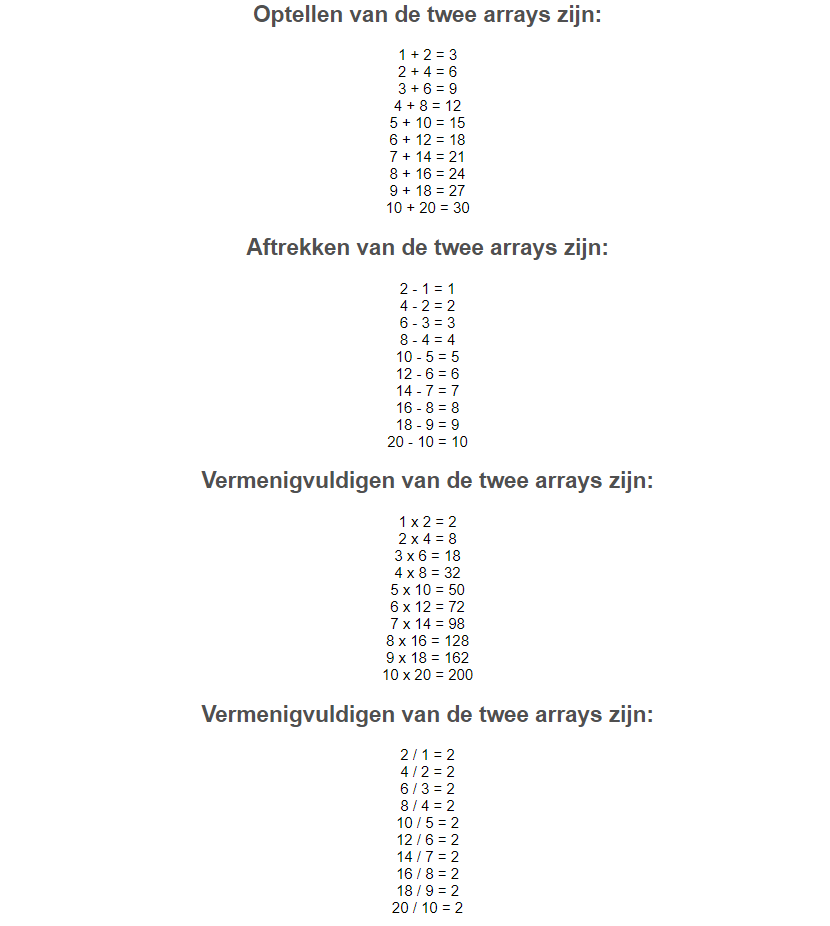 Optellen van de twee arrays zijn:
1 + 2 = 3
2 + 4 = 6
3 + 6 = 9
4 + 8 = 12
5 + 10 = 15
6 + 12 = 18
7 + 14 = 21
8 + 16 = 24
9 + 18 = 27
10 + 20 = 30
Aftrekken van de twee arrays zijn:
2 - 1 = 1
4 - 2 = 2
6 - 3 = 3
8 - 4 = 4
10 - 5 = 5
12 - 6 = 6
14 - 7 = 7
16 - 8 = 8
18 - 9 = 9
20 - 10 = 10
Vermenigvuldigen van de twee arrays zijn:
1 x 2 = 2
2 x 4 = 8
3 x 6 = 18
4 x 8 = 32
5 x 10 = 50
6 x 12 = 72
7 x 14 = 98
8 x 16 = 128
9 x 18 = 162
10 x 20 = 200
Vermenigvuldigen van de twee arrays zijn:
2 / 1 = 2
4 / 2 = 2
6 / 3 = 2
8 / 4 = 2
10 / 5 = 2
12 / 6 = 2
14 / 7 = 2
16 / 8 = 2
18 / 9 = 2
20 / 10 = 2